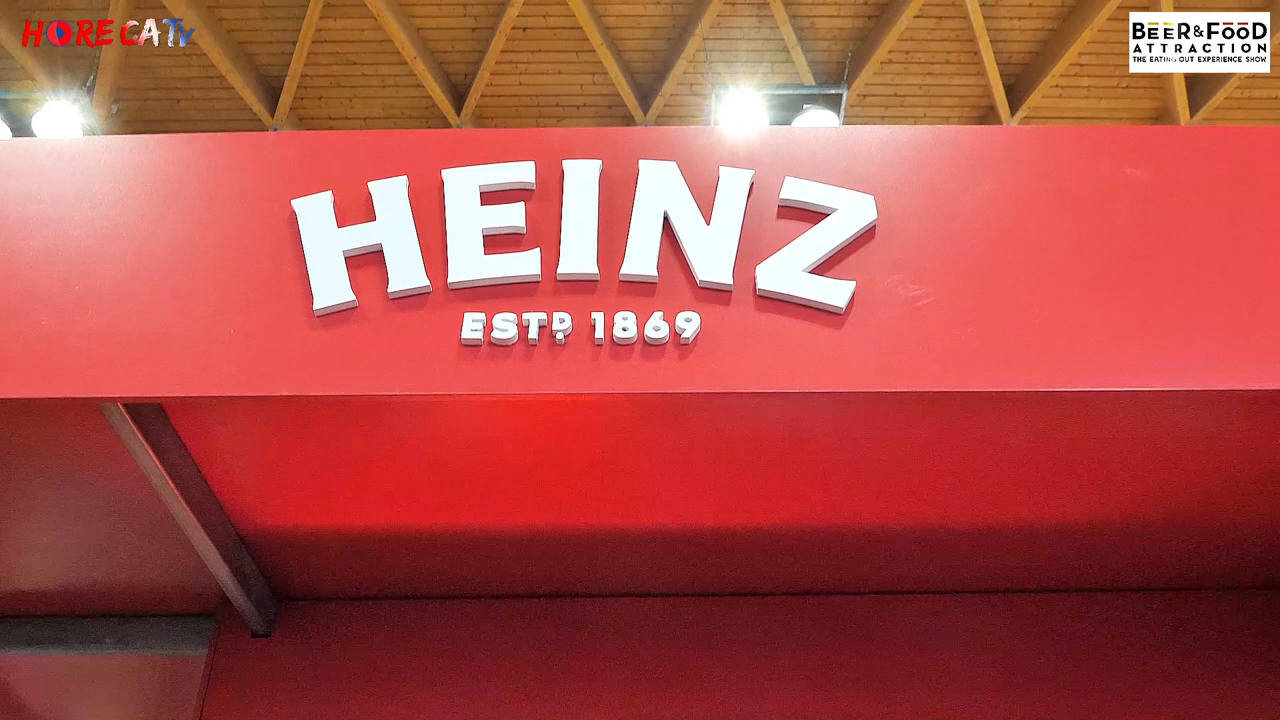 HORECATv
BEER&FOOD
ATTRACTION
THE EATING OUT EXPERIENCE SHOW
HEINZ
ESTD 1869